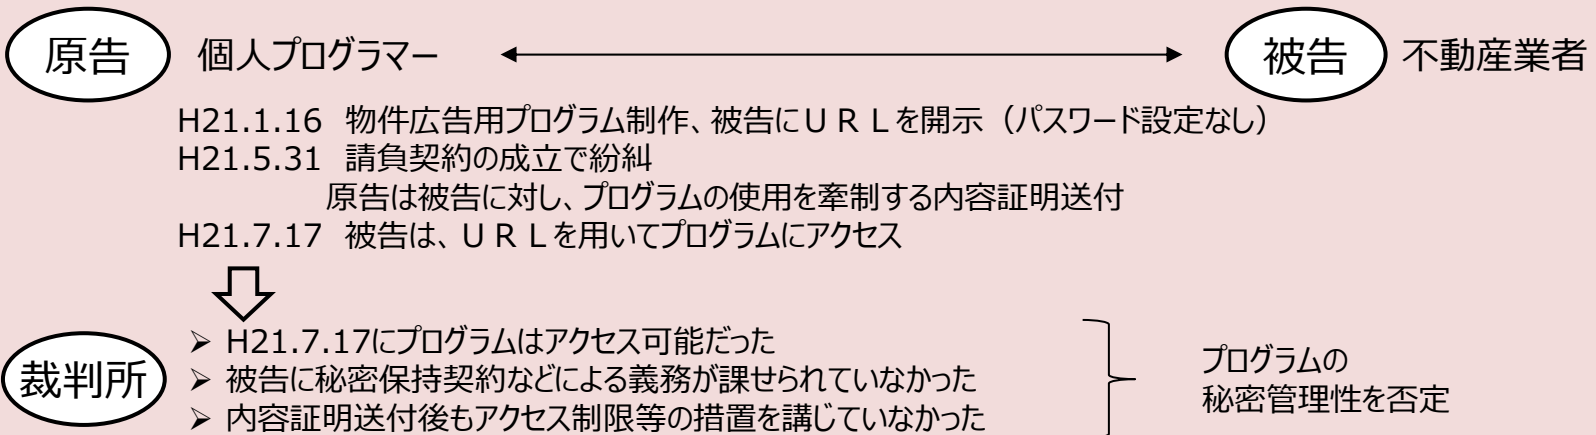 原告 個人プログラマー 被告 不動産業者
H21.1.16 物件広告用プログラム制作、被告にURLを開示（パスワード設定なし）
H21.5.31 請負契約の成立で紛糾
原告は被告に対し、プログラムの使用を牽制する内容証明送付
H21.7.17 被告は、URLを用いてプログラムにアクセス
裁判所
➢ H21.7.17にプログラムはアクセス可能だった
➢ 被告に秘密保持契約などによる義務が課せられていなかった
➢ 内容証明送付後もアクセス制限等の措置を講じていなかった
プログラムの
秘密管理性を否定